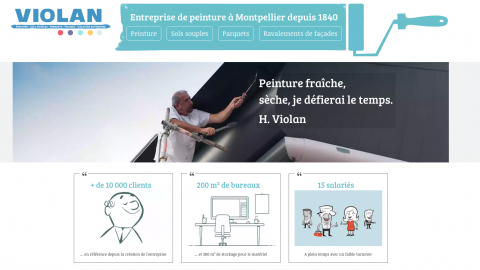 VIOLAN
Entreprise de peinture à Montpellier depuis 1840
Peinture
Sols souples
Parquets
Ravalements de façades
Peinture fraîche,
sèche, je défierai le temps.
H. Violan
+ de 10 000 clients
200 m² de bureaux
15 salariés
... en référence depuis la création de l'entreprise
... et 380 m² de stockage pour le matériel
A plein temps avec un faible turnover